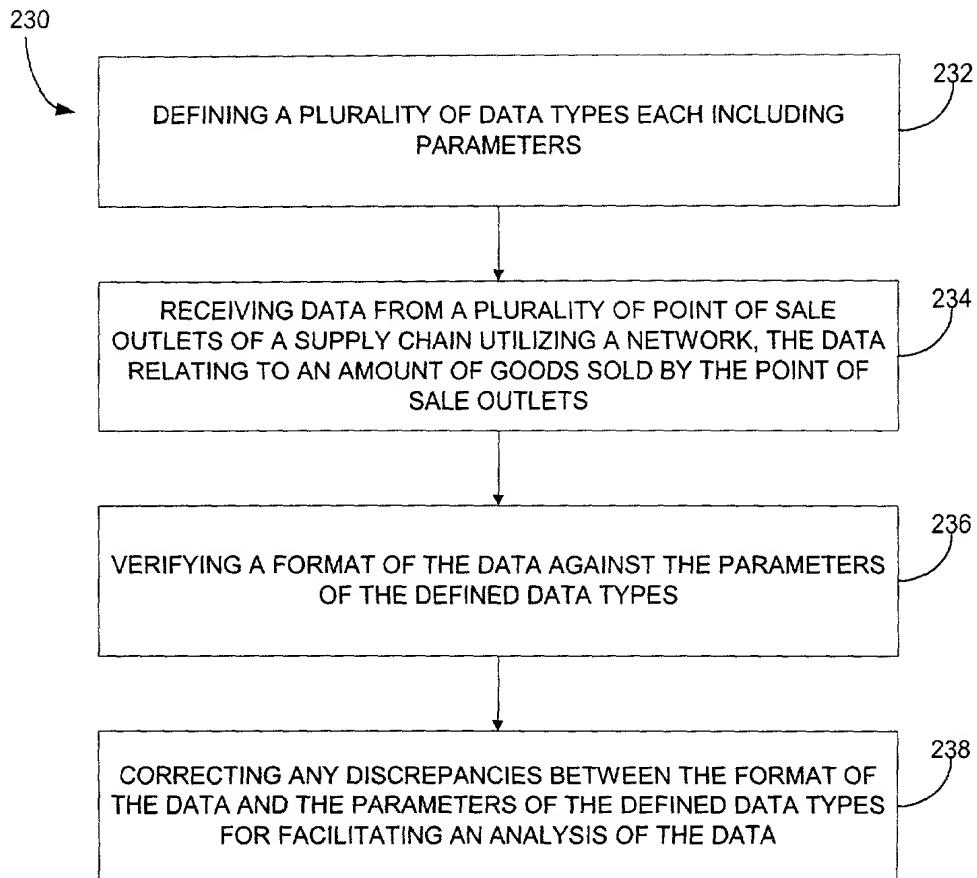 230
232
DEFINING A PLURALITY OF DATA TYPES EACH INCLUDING
PARAMETERS
234
RECEIVING DATA FROM A PLURALITY OF POINT OF SALE
OUTLETS OF A SUPPLY CHAIN UTILIZING A NETWORK, THE DATA
RELATING TO AN AMOUNT OF GOODS SOLD BY THE POINT OF
SALE OUTLETS
236
VERIFYING A FORMAT OF THE DATA AGAINST THE PARAMETERS
OF THE DEFINED DATA TYPES
238
CORRECTING ANY DISCREPANCIES BETWEEN THE FORMAT OF
THE DATA AND THE PARAMETERS OF THE DEFINED DATA TYPES
FOR FACILITATING AN ANALYSIS OF THE DATA